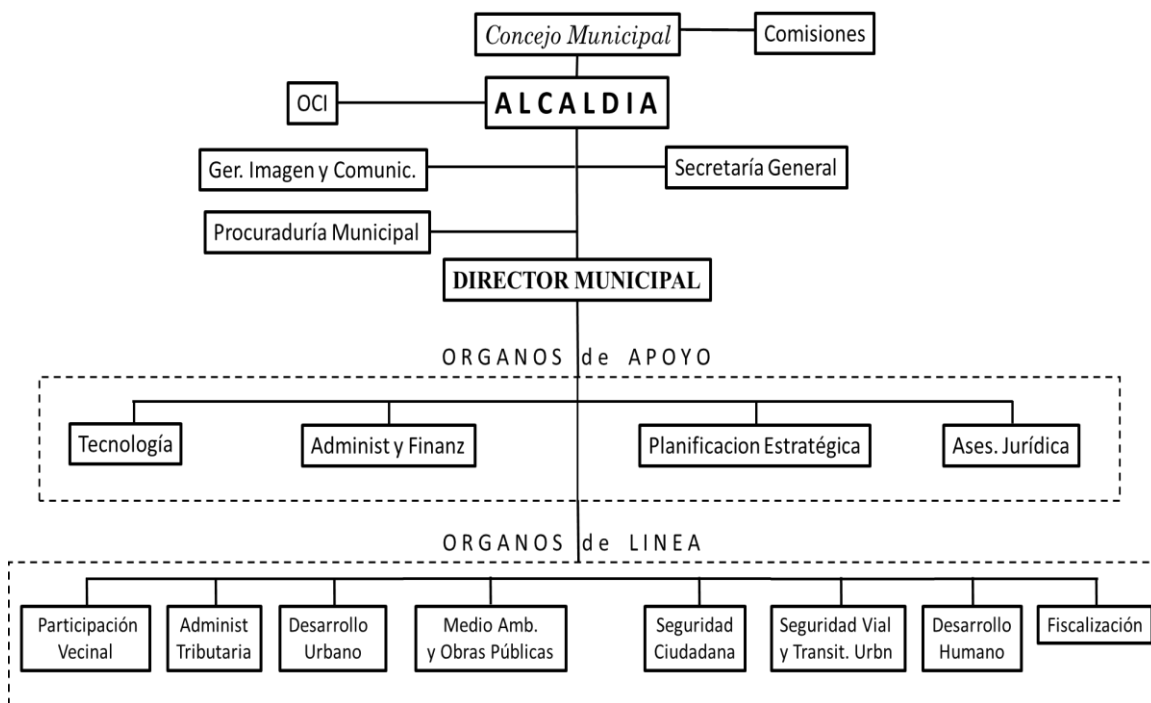 Concejo Municipal
Comisiones
OCI
ALCALDIA
Ger. Imagen y Comunic.
Secretaría General
Procuraduría Municipal
DIRECTOR MUNICIPAL
ORGANOS de APOYO
Tecnología
Administ y Finanz
Planificacion Estratégica
Ases. Jurídica
ORGANOS de LINEA
Participación
Vecinal
Administ
Tributaria
Desarrollo
Urbano
Medio Amb.
y Obras Públicas
Seguridad
Ciudadana
Seguridad Vial
y Transit. Urbn
Desarrollo
Humano
Fiscalización